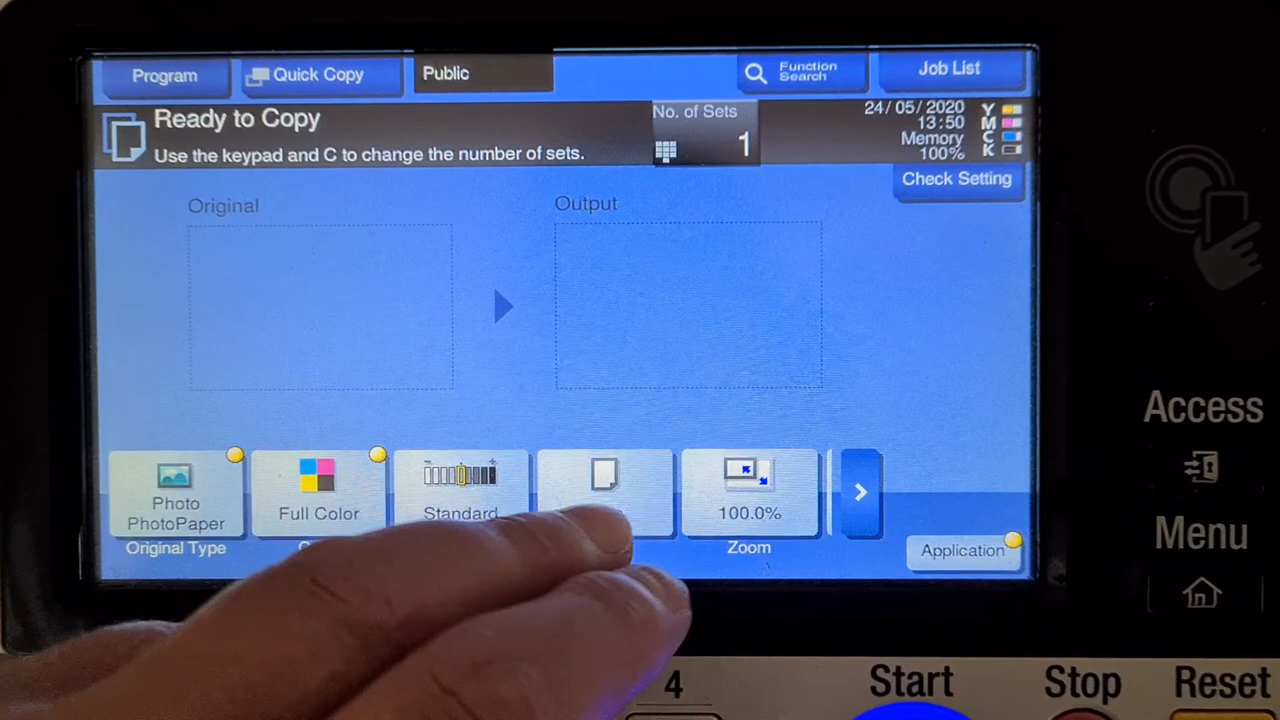 Program
Quick Copy
Public
Function
Search
Job List
Ready to Copy
Use the keypad and C to change the number of sets.
No. of Sets
1
24/05/2020
13:50
Memory
100%
Y
M
C
K
Check Setting
Original
Output
Photo
PhotoPaper
Original Type
Full Color
Standard
100.0%
Zoom
Application
Access
Menu
4
Start
Stop
Reset